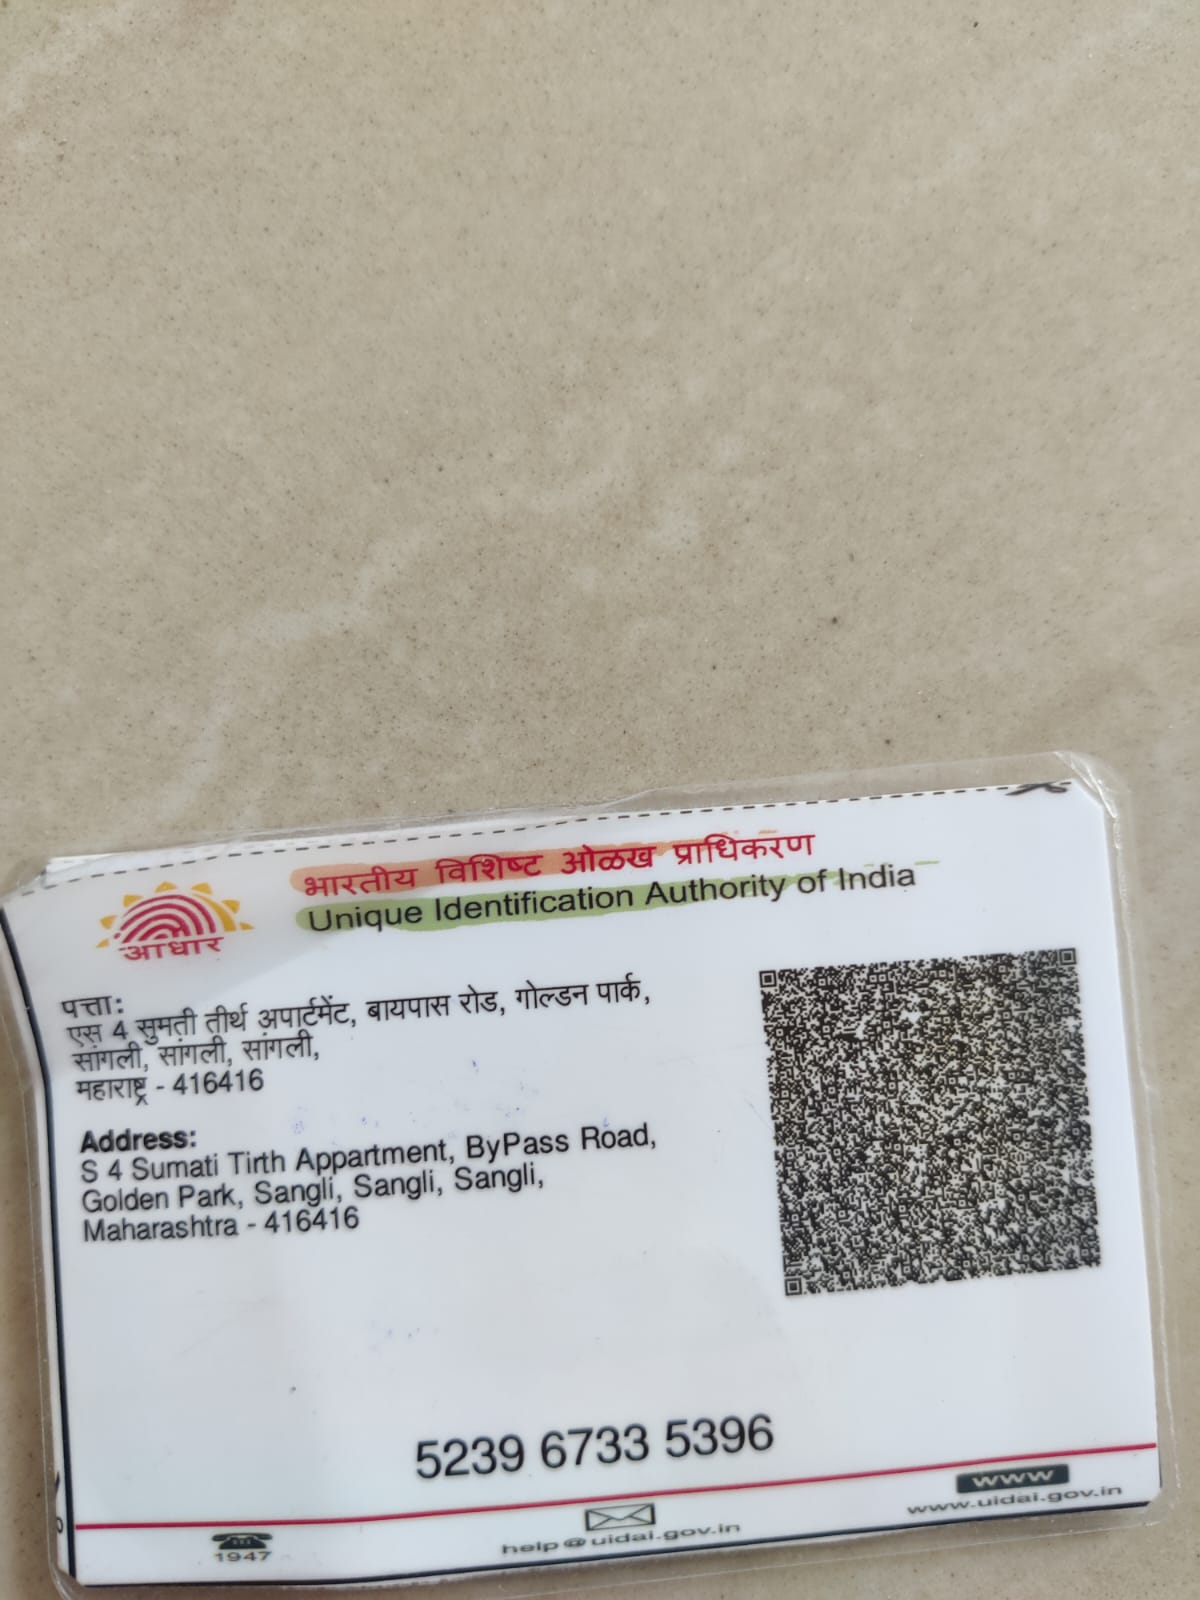 भारतीय विशिष्ट ओळख प्राधिकरण
Unique Identification Authority of India
आधार
पत्ता:
एस 4 सुमती तीर्थ अपार्टमेंट, बायपास रोड, गोल्डन पार्क,
सांगली, सांगली, सांगली,
महाराष्ट्र - 416416
Address:
S 4 Sumati Tirth Appartment, ByPass Road,
Golden Park, Sangli, Sangli, Sangli,
Maharashtra - 416416
5239 6733 5396
1947
help@uidai.gov.in
www
www.uidai.gov.in